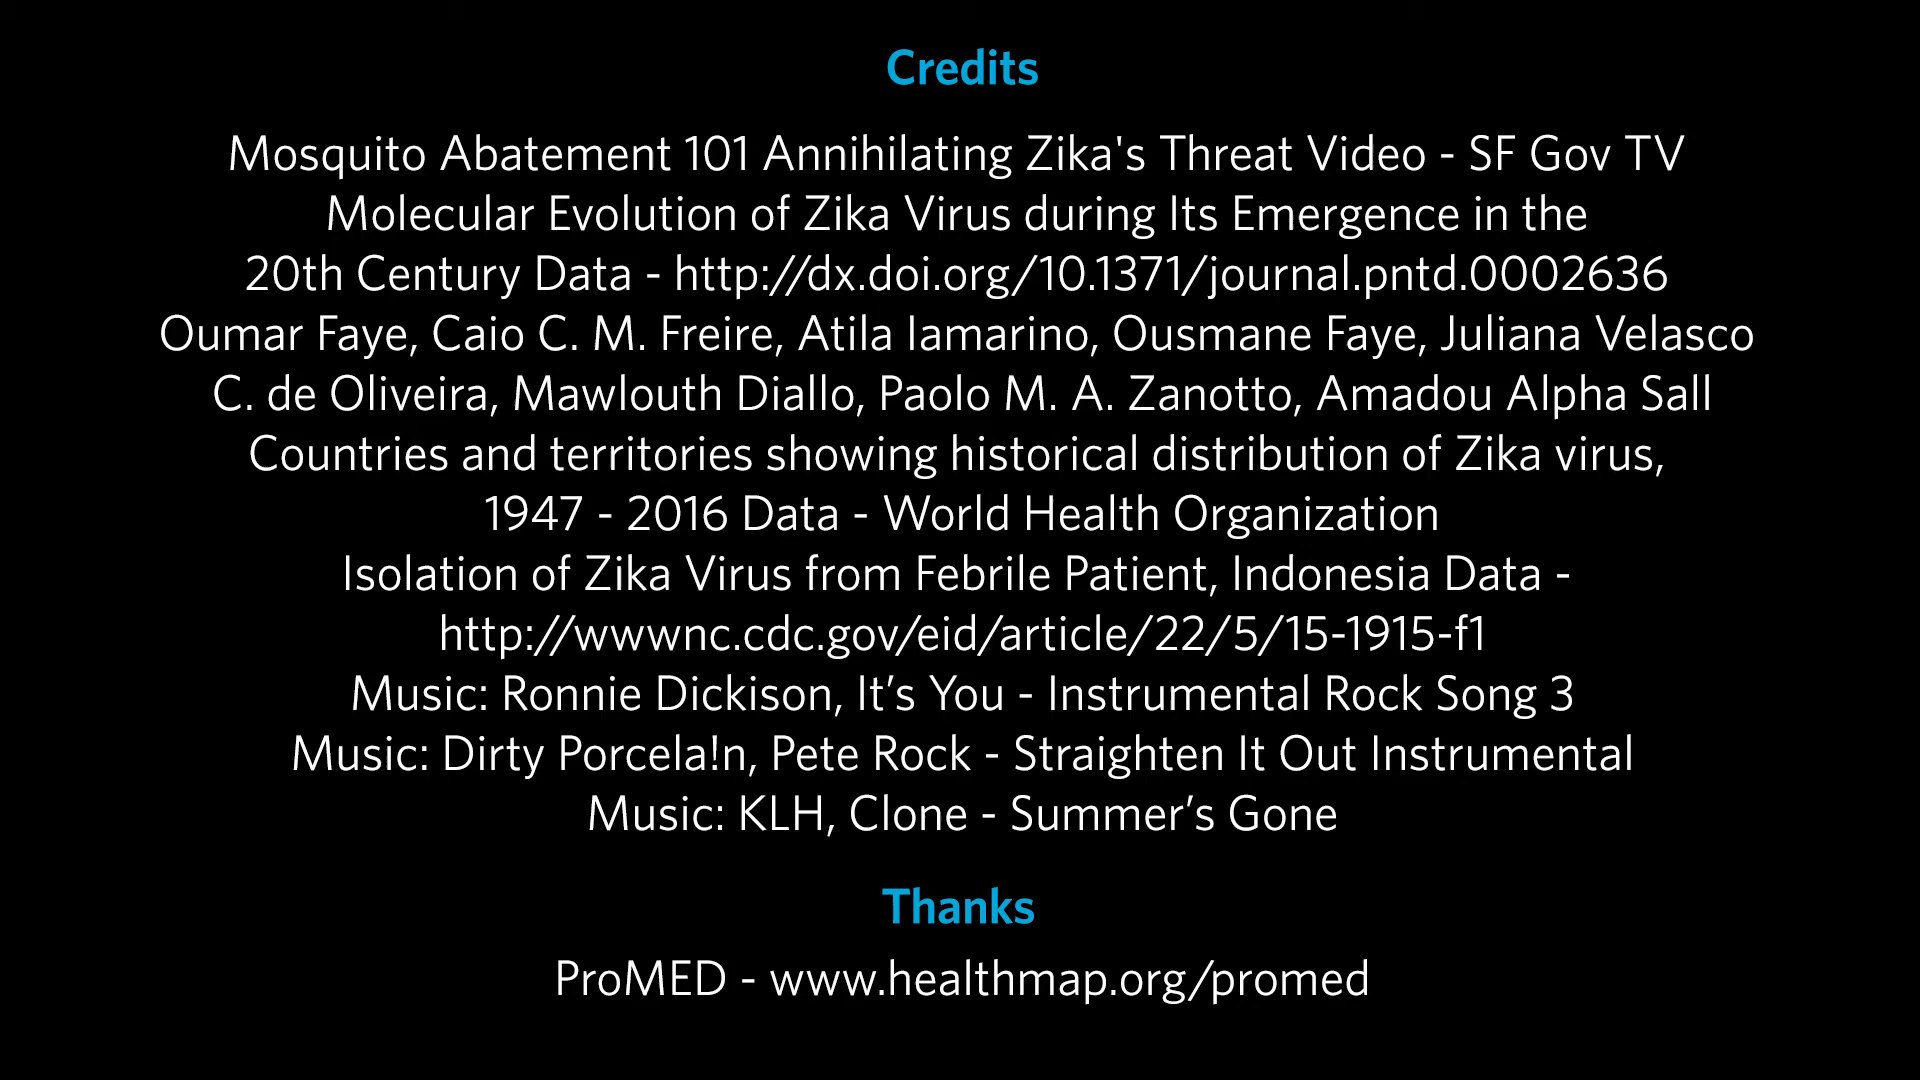 Credits
Mosquito Abatement 101 Annihilating Zika's Threat Video - SF Gov TV
Molecular Evolution of Zika Virus during Its Emergence in the
20th Century Data - http://dx.doi.org/10.1371/journal.pntd.0002636
Oumar Faye, Caio C. M. Freire, Atila Iamarino, Ousmane Faye, Juliana Velasco
C. de Oliveira, Mawlouth Diallo, Paolo M. A. Zanotto, Amadou Alpha Sall
Countries and territories showing historical distribution of Zika virus,
1947 - 2016 Data - World Health Organization
Isolation of Zika Virus from Febrile Patient, Indonesia Data -
http://wwwnc.cdc.gov/eid/article/22/5/15-1915-f1
Music: Ronnie Dickison, It’s You - Instrumental Rock Song 3
Music: Dirty Porcela!n, Pete Rock - Straighten It Out Instrumental
Music: KLH, Clone - Summer’s Gone
Thanks
ProMED - www.healthmap.org/promed